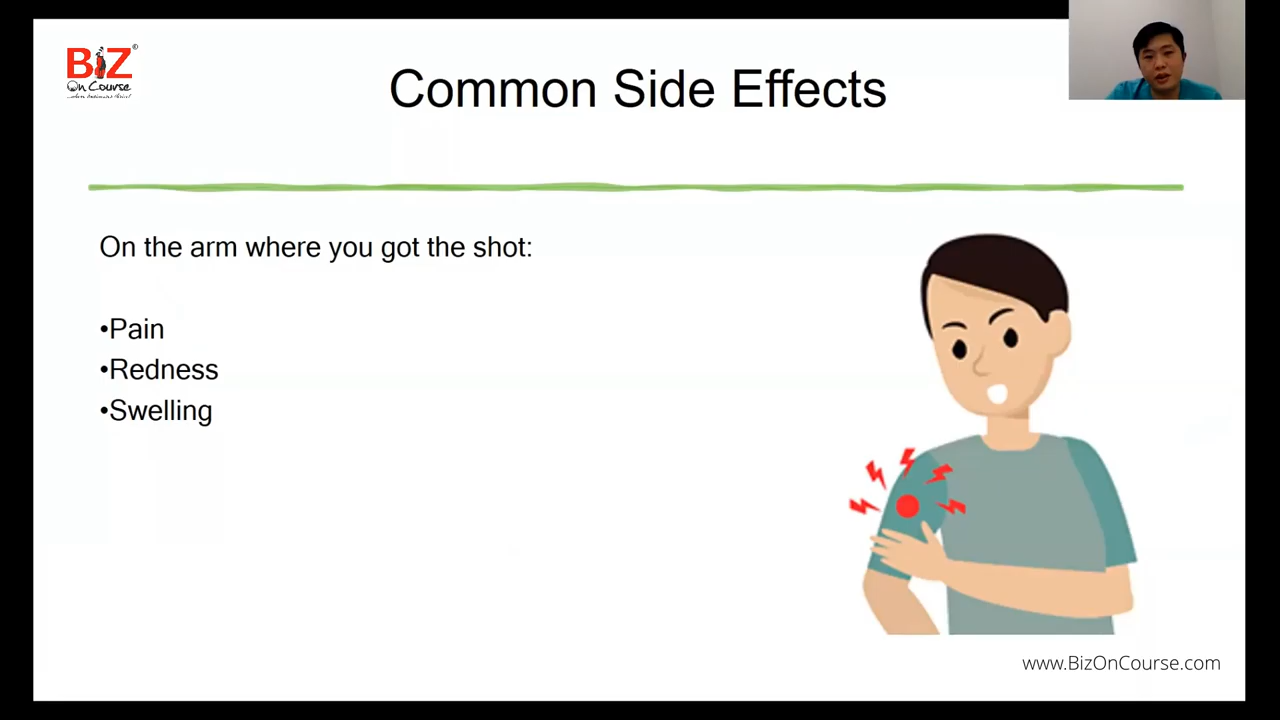 BiZ
On Course
Common Side Effects
On the arm where you got the shot:
•Pain
•Redness
•Swelling
www.BizOnCourse.com